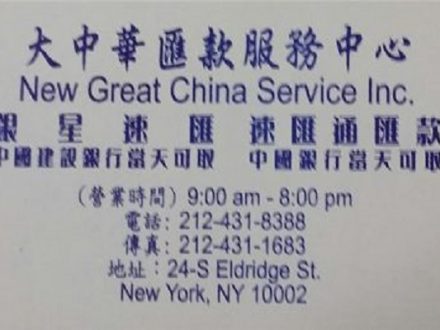 大中華匯款服務中心
New Great China Service Inc.
銀星速匯 速匯通匯款
中國建設銀行當天可取 中國銀行當天可取
(營業時間) 9:00 am - 8:00 pm
電話: 212-431-8388
傳真: 212-431-1683
地址：24-S Eldridge St.
New York, NY 10002